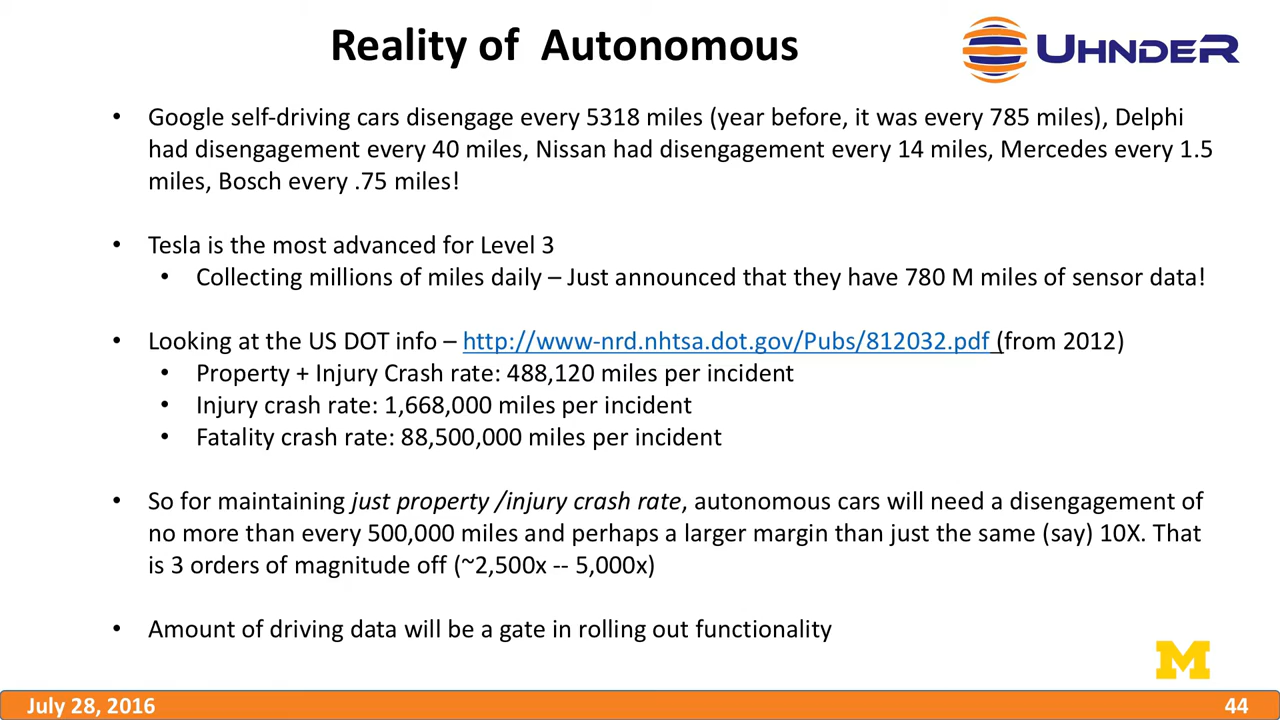 Reality of Autonomous
UHNDER
• Google self-driving cars disengage every 5318 miles (year before, it was every 785 miles), Delphi
had disengagement every 40 miles, Nissan had disengagement every 14 miles, Mercedes every 1.5
miles, Bosch every .75 miles!
• Tesla is the most advanced for Level 3
• Collecting millions of miles daily – Just announced that they have 780 M miles of sensor data!
• Looking at the US DOT info – http://www-nrd.nhtsa.dot.gov/Pubs/812032.pdf (from 2012)
• Property + Injury Crash rate: 488,120 miles per incident
• Injury crash rate: 1,668,000 miles per incident
• Fatality crash rate: 88,500,000 miles per incident
• So for maintaining just property /injury crash rate, autonomous cars will need a disengagement of
no more than every 500,000 miles and perhaps a larger margin than just the same (say) 10X. That
is 3 orders of magnitude off (~2,500x -- 5,000x)
• Amount of driving data will be a gate in rolling out functionality
M
July 28, 2016
44